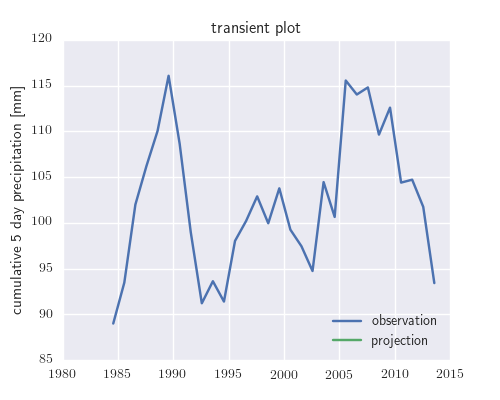 transient plot
120
115
110
105
100
95
90
85
cumulative 5 day precipitation [mm]
observation
projection
1980 1985 1990 1995 2000 2005 2010 2015